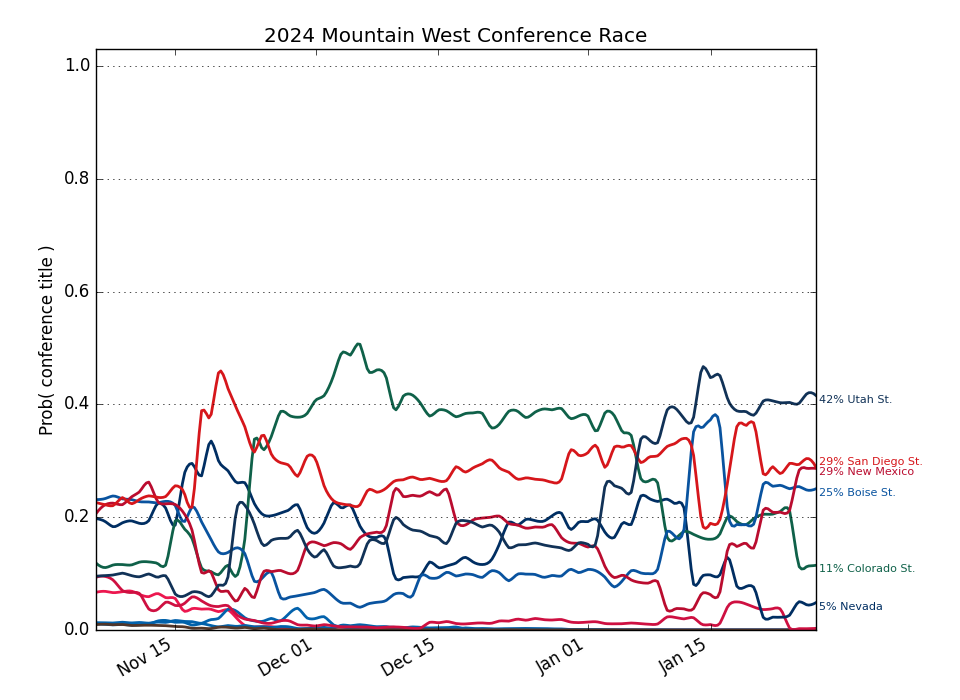 2024 Mountain West Conference Race
Prob( conference title )
1.0
0.8
0.6
0.4
0.2
0.0
Nov 15
Dec 01
Dec 15
Jan 01
Jan 15
42% Utah St.
29% San Diego St.
29% New Mexico
25% Boise St.
11% Colorado St.
5% Nevada